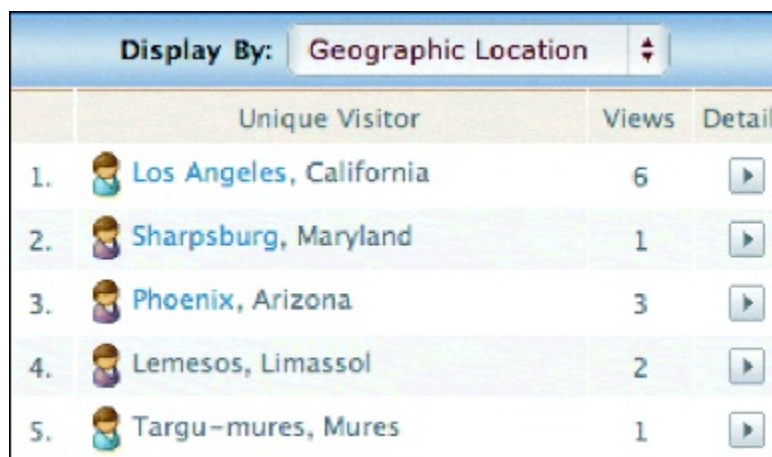 Display By: Geographic Location
Unique Visitor Views Detail
1. Los Angeles, California 6
2. Sharpsburg, Maryland 1
3. Phoenix, Arizona 3
4. Lemesos, Limassol 2
5. Targu-mures, Mures 1